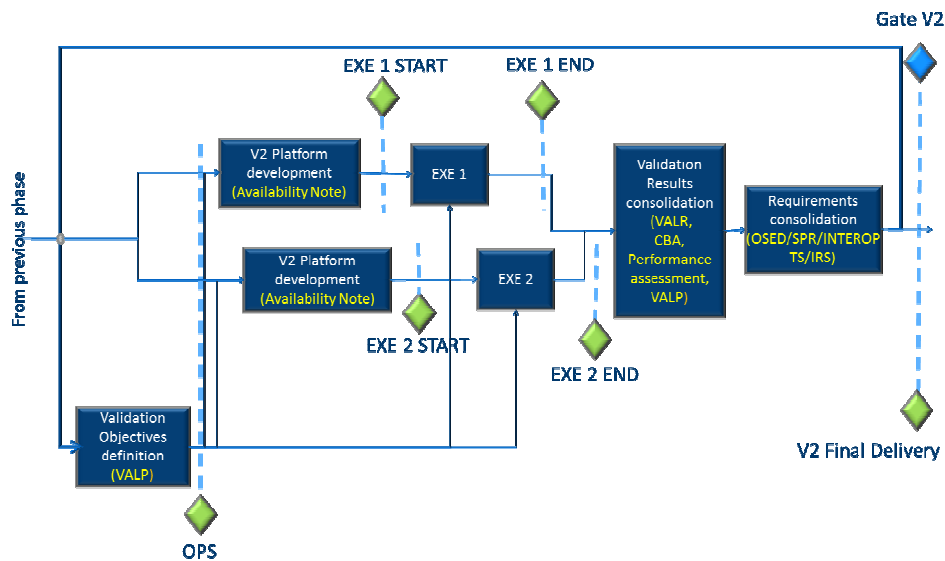 Gate V2
EXE 1 START
EXE 1 END
V2 Platform
development
(Availability Note)
EXE 1
Validation
Results
consolidation
(VALR,
CBA,
Performance
assessment,
VALP)
Requirements
consolidation
(OSED/SPR/INTEROP
TS/IRS)
From previous phase
V2 Platform
development
(Availability Note)
EXE 2
EXE 2 START
EXE 2 END
Validation
Objectives
definition
(VALP)
V2 Final Delivery
OPS